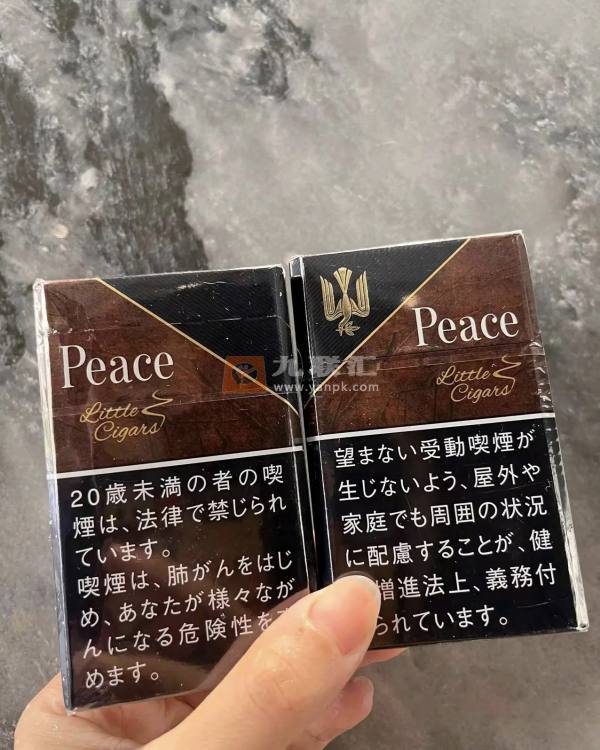 Peace
Little
Cigars
20歳未満の者の喫
煙は、法律で禁じられ
ています。
喫煙は、肺がんをはじ
め、あなたが様々なが
んになる危険性を
めます。
Peace
Little
Cigars
望まない受動喫煙が
生じないよう、屋外や
家庭でも周囲の状況
に配慮することが、健
増進法上、義務付
られています。
九联汇
www.yanpk.com